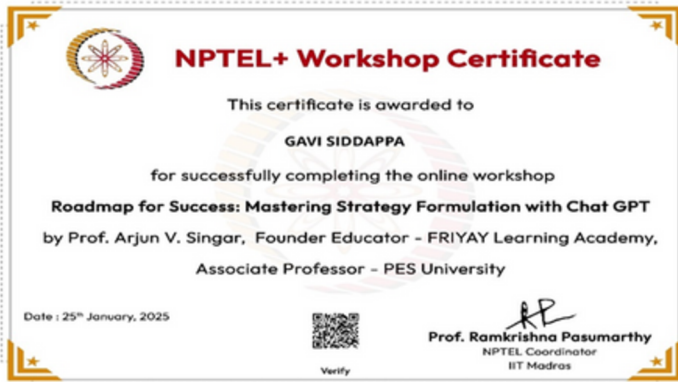 NPTEL+ Workshop Certificate
This certificate is awarded to
GAVI SIDDAPPA
for successfully completing the online workshop
Roadmap for Success: Mastering Strategy Formulation with Chat GPT
by Prof. Arjun V. Singar, Founder Educator - FRIYAY Learning Academy,
Associate Professor - PES University
Date : 25th January, 2025
Prof. Ramkrishna Pasumarthy
NPTEL Coordinator
IIT Madras
Verify